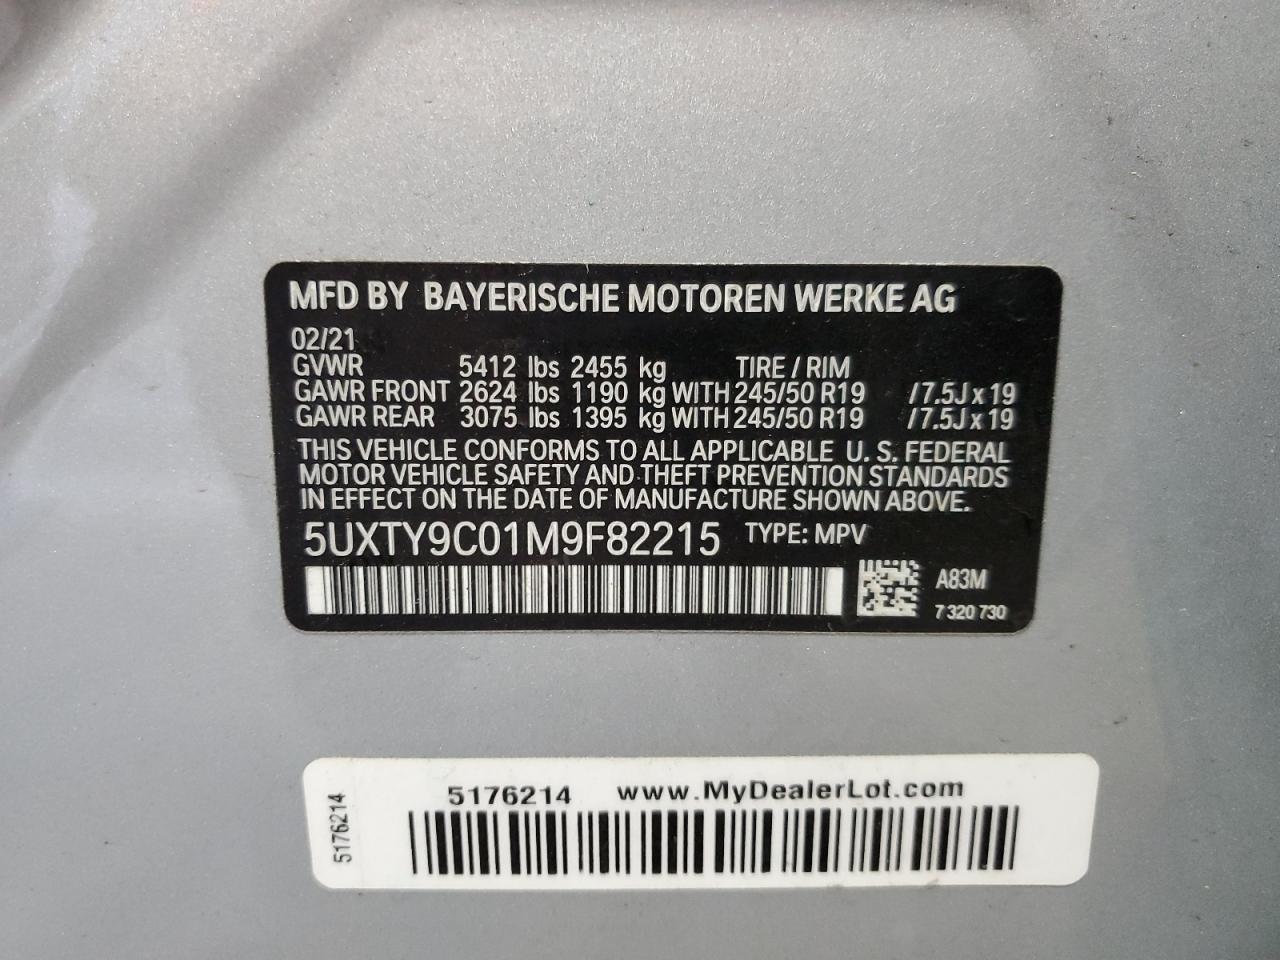 MFD BY BAYERISCHE MOTOREN WERKE AG
02/21
GVWR 5412 lbs 2455 kg TIRE / RIM
GAWR FRONT 2624 lbs 1190 kg WITH 245/50 R19 / 7.5J x 19
GAWR REAR 3075 lbs 1395 kg WITH 245/50 R19 / 7.5J x 19
THIS VEHICLE CONFORMS TO ALL APPLICABLE U. S. FEDERAL
MOTOR VEHICLE SAFETY AND THEFT PREVENTION STANDARDS
IN EFFECT ON THE DATE OF MANUFACTURE SHOWN ABOVE.
5UXTY9C01M9F82215 TYPE: MPV
A83M
7 320 730
5176214
5176214 www.MyDealerLot.com